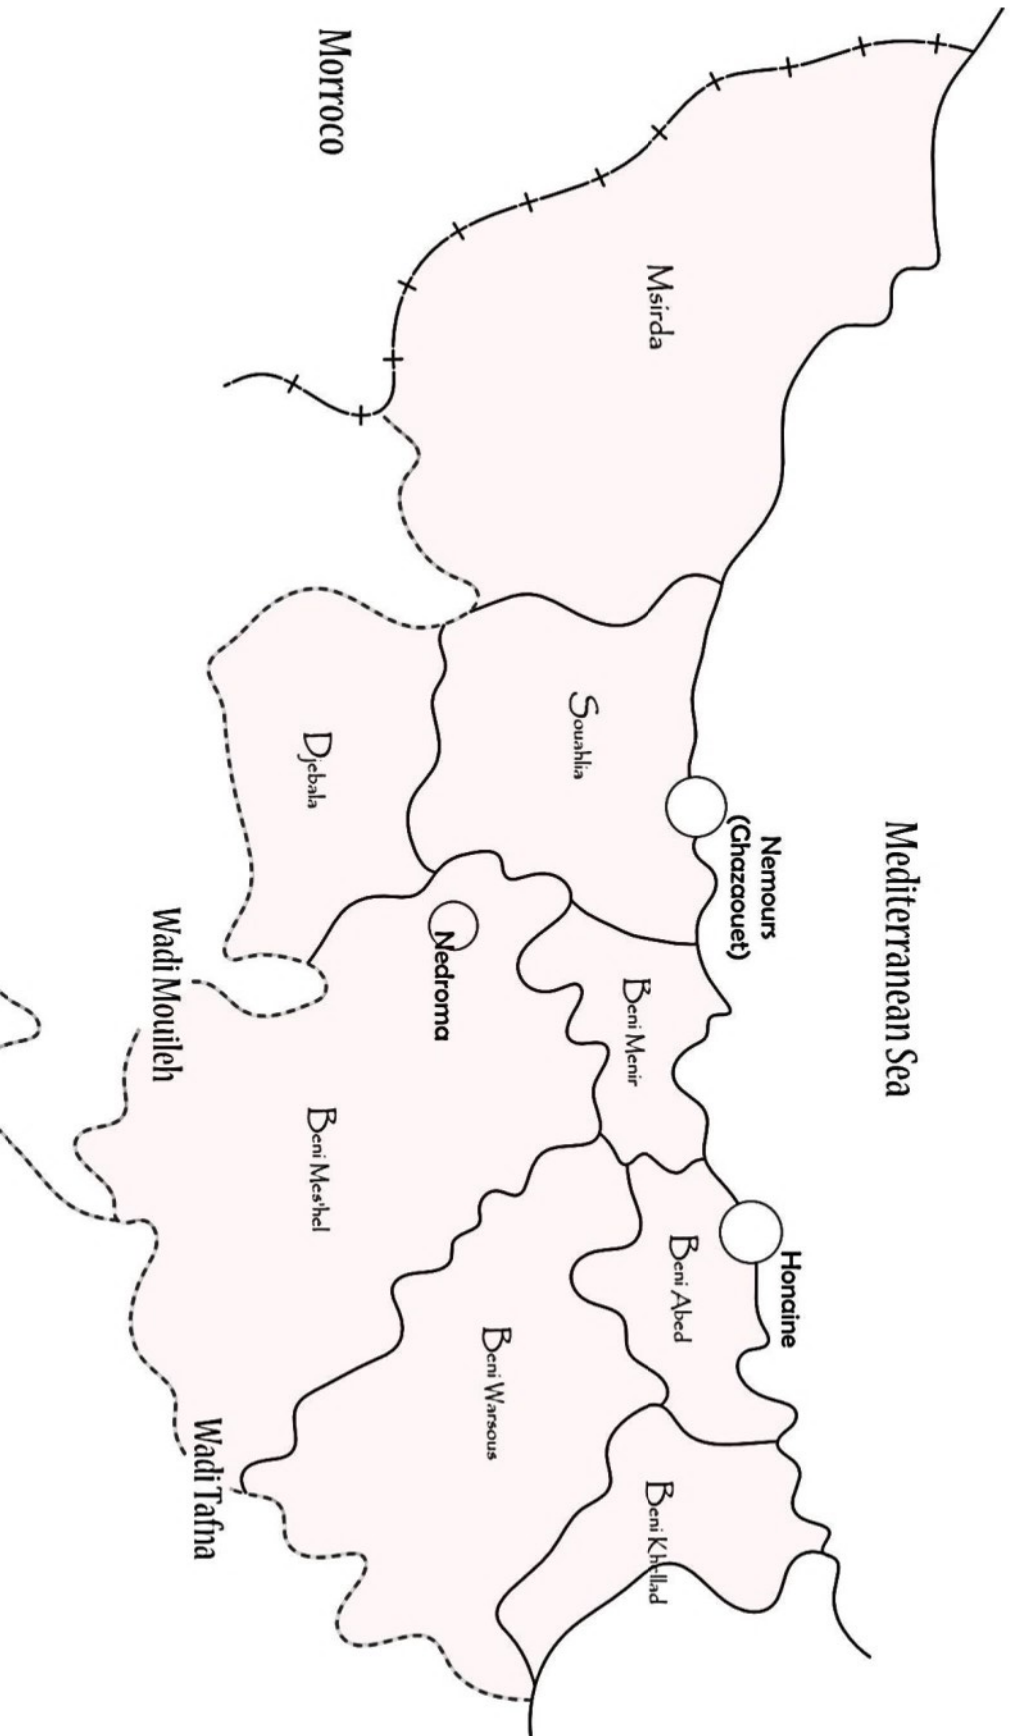 Mediterranean Sea
Morroco
Msirda
Souahlia
Djebala
Nemours
(Ghazaouet)
Nedroma
Beni Menir
Honaine
Beni Abed
Beni Mes'hel
Beni Warsous
Beni Khellad
Wadi Mouileh
Wadi Tafna